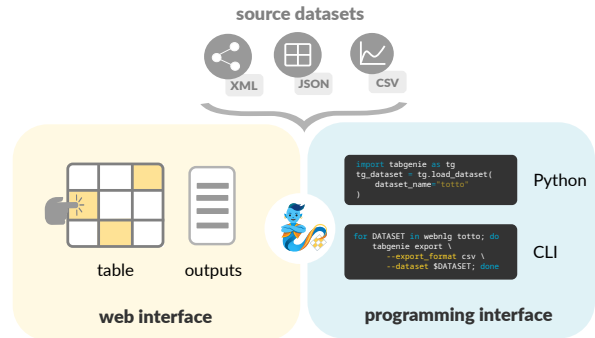 source datasets
XML
JSON
CSV
import tabgenie as tg
tg_dataset = tg.load_dataset(
    dataset_name="totto"
)
Python
for DATASET in webnlg totto; do
    tabgenie export \
        --export_format csv \
        --dataset $DATASET; done
CLI
table
outputs
web interface
programming interface